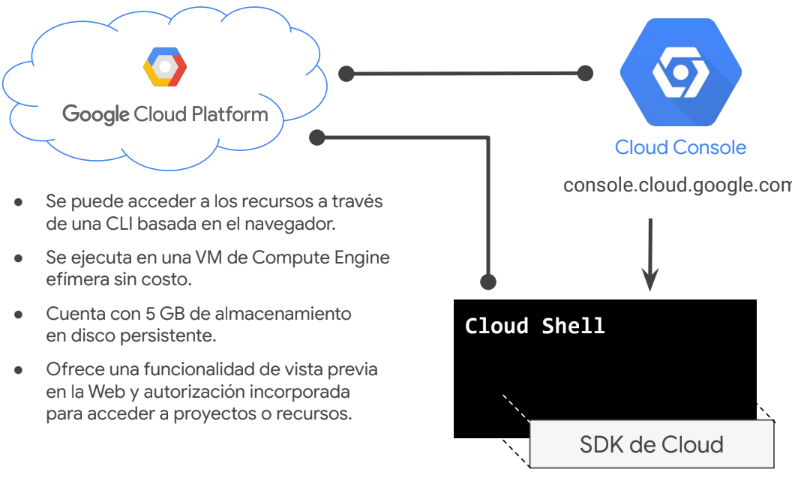 Google Cloud Platform
Cloud Console
console.cloud.google.com
● Se puede acceder a los recursos a través
de una CLI basada en el navegador.
● Se ejecuta en una VM de Compute Engine
efímera sin costo.
● Cuenta con 5 GB de almacenamiento
en disco persistente.
● Ofrece una funcionalidad de vista previa
en la Web y autorización incorporada
para acceder a proyectos o recursos.
Cloud Shell
SDK de Cloud